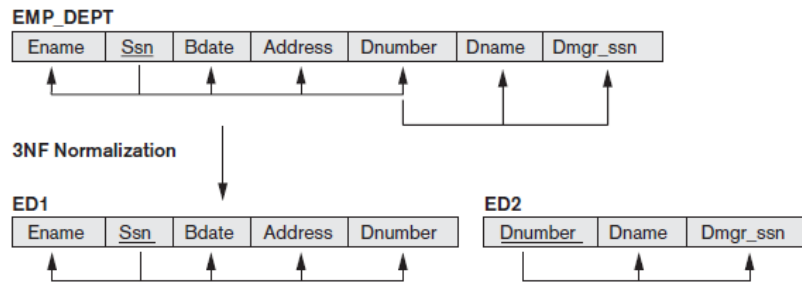 EMP_DEPT
Ename Ssn Bdate Address Dnumber Dname Dmgr_ssn
3NF Normalization
ED1 ED2
Ename Ssn Bdate Address Dnumber Dnumber Dname Dmgr_ssn